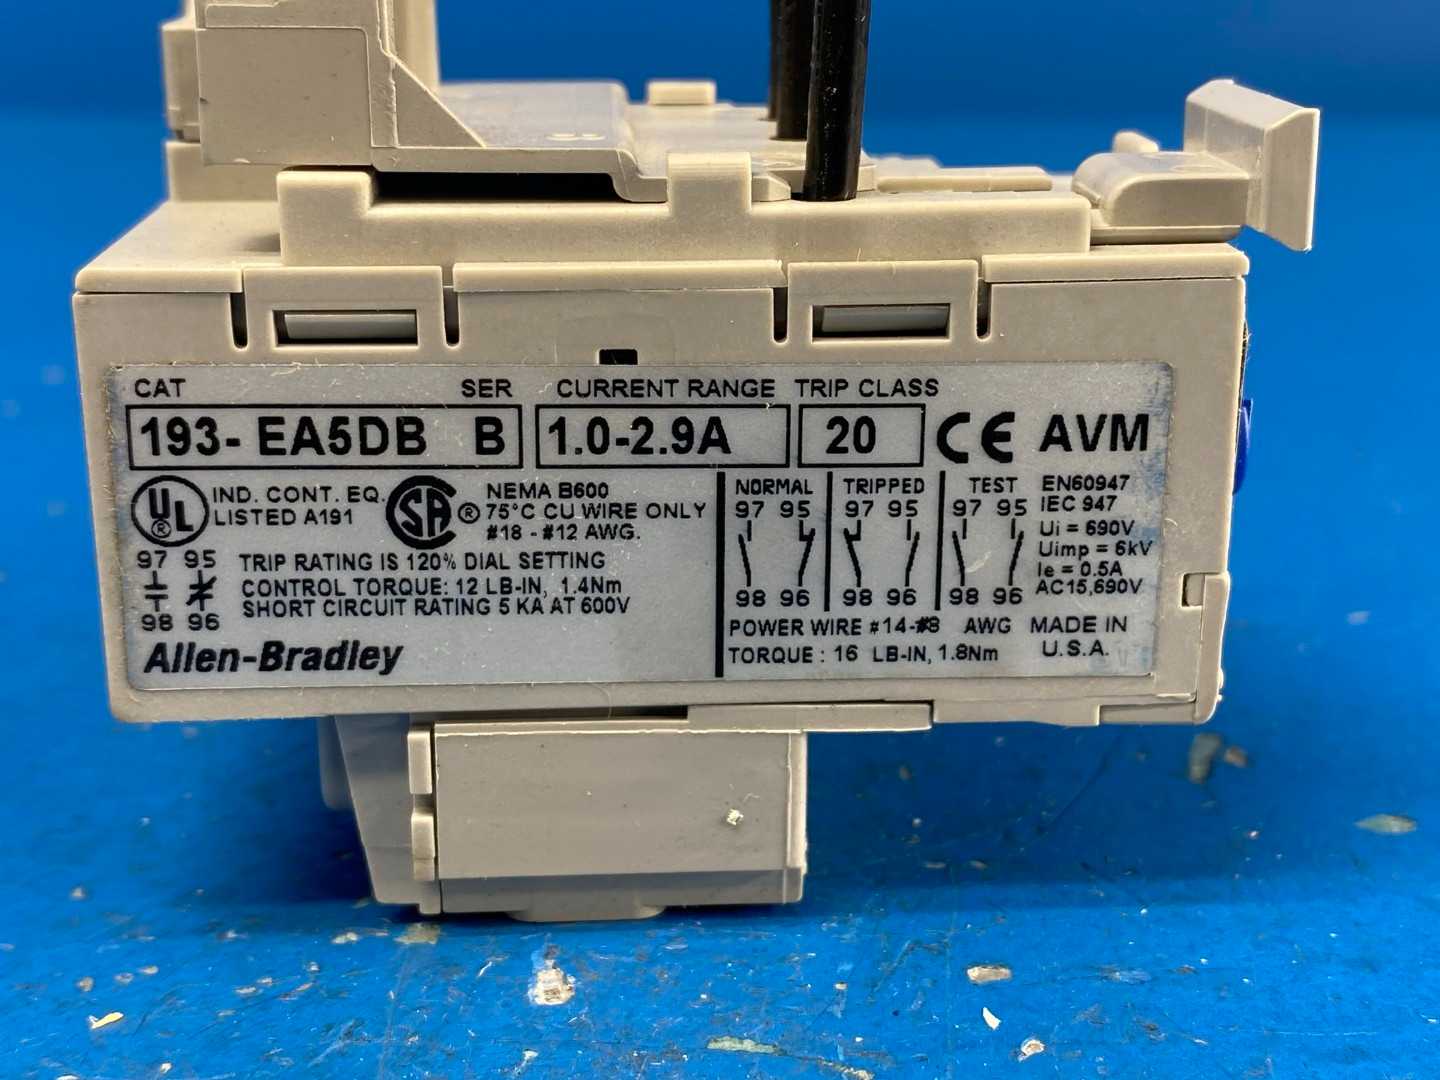 CAT SER CURRENT RANGE TRIP CLASS
193- EA5DB B 1.0-2.9A 20 CE AVM
UL ® IND. CONT. EQ.
LISTED A191
SA ® NEMA B600
75°C CU WIRE ONLY
#18 - #12 AWG.
97 95
98 96
TRIP RATING IS 120% DIAL SETTING
CONTROL TORQUE: 12 LB-IN, 1.4Nm
SHORT CIRCUIT RATING 5 KA AT 600V
Allen-Bradley
NORMAL TRIPPED TEST
97 95 97 95 97 95
98 96 98 96 98 96
POWER WIRE #14-#8 AWG
TORQUE : 16 LB-IN, 1.8Nm
EN60947
IEC 947
Ui = 690V
Uimp = 6kV
Ie = 0.5A
AC15,690V
MADE IN
U.S.A.